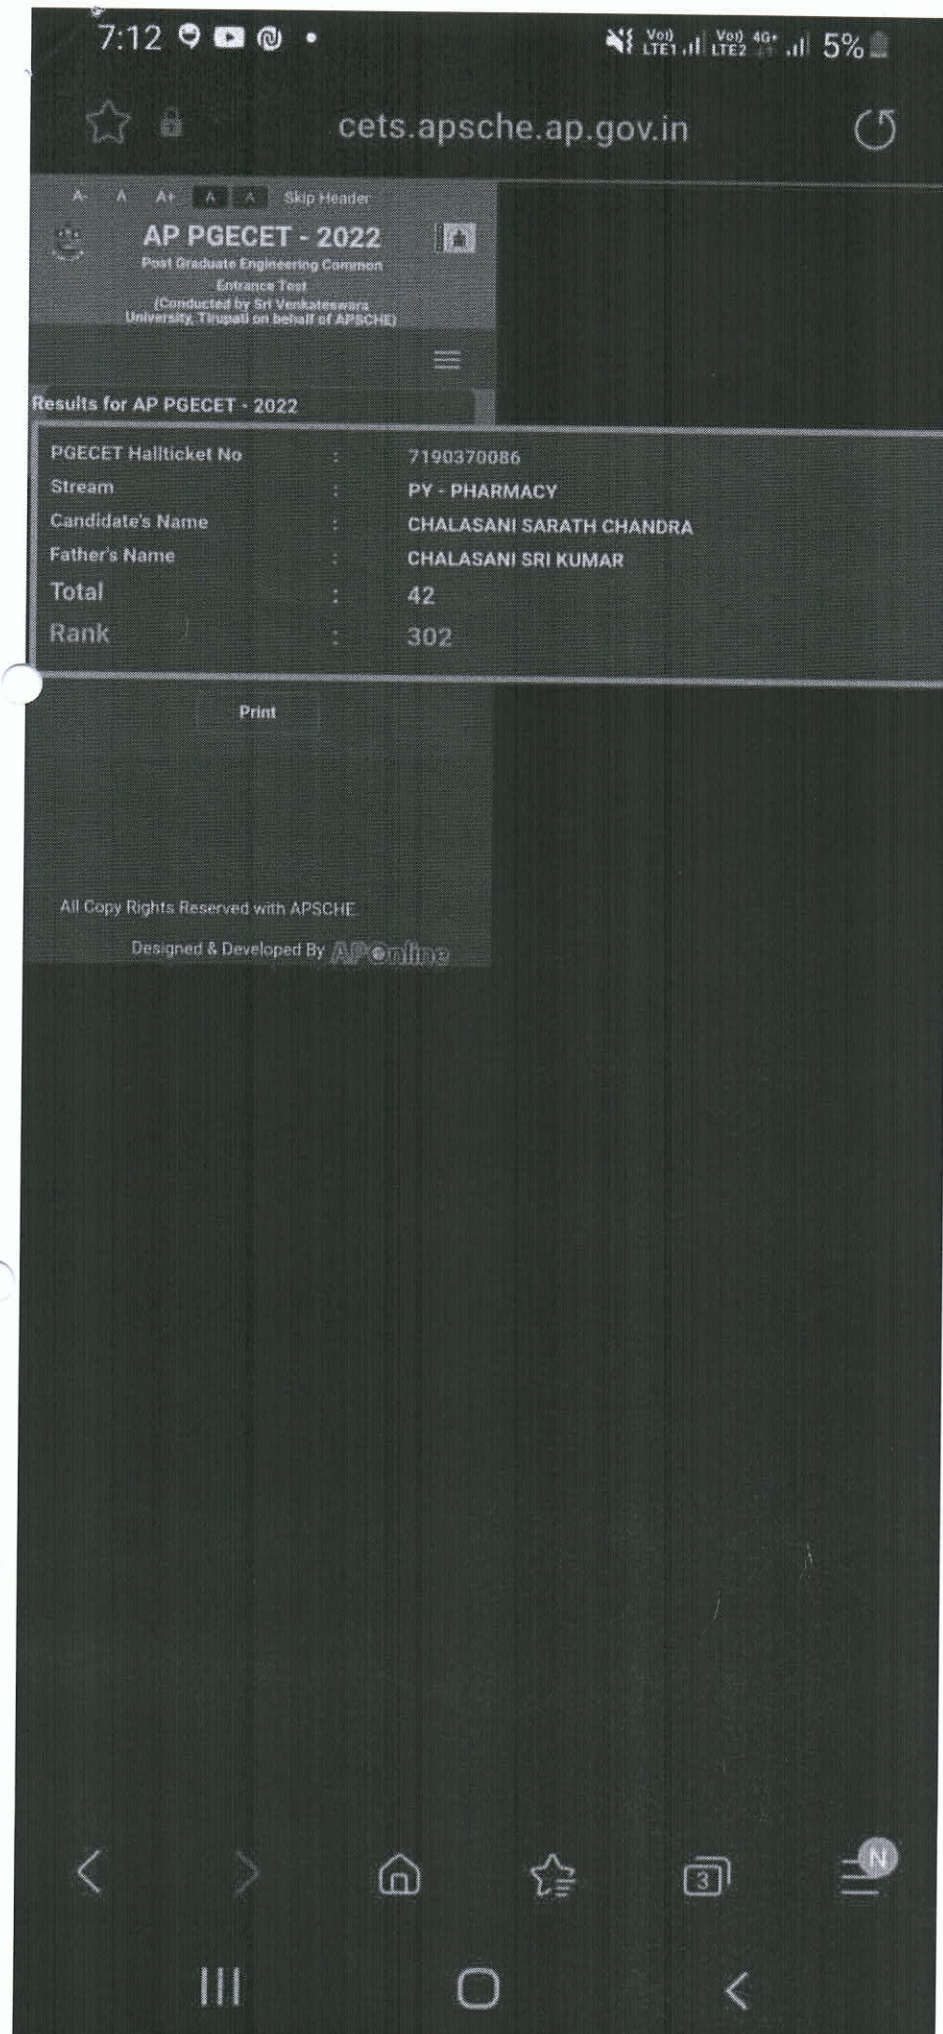 7:12
Vo)) LTE1 Vo)) LTE2 4G+ 5%
cets.apsche.ap.gov.in
A- A A+ A A Skip Header
AP PGECET - 2022
Post Graduate Engineering Common
Entrance Test
(Conducted by Sri Venkateswara
University, Tirupati on behalf of APSCHE)
Results for AP PGECET - 2022
PGECET Hallticket No : 7190370086
Stream : PY - PHARMACY
Candidate's Name : CHALASANI SARATH CHANDRA
Father's Name : CHALASANI SRI KUMAR
Total : 42
Rank : 302
Print
All Copy Rights Reserved with APSCHE
Designed & Developed By APOnline
3
N